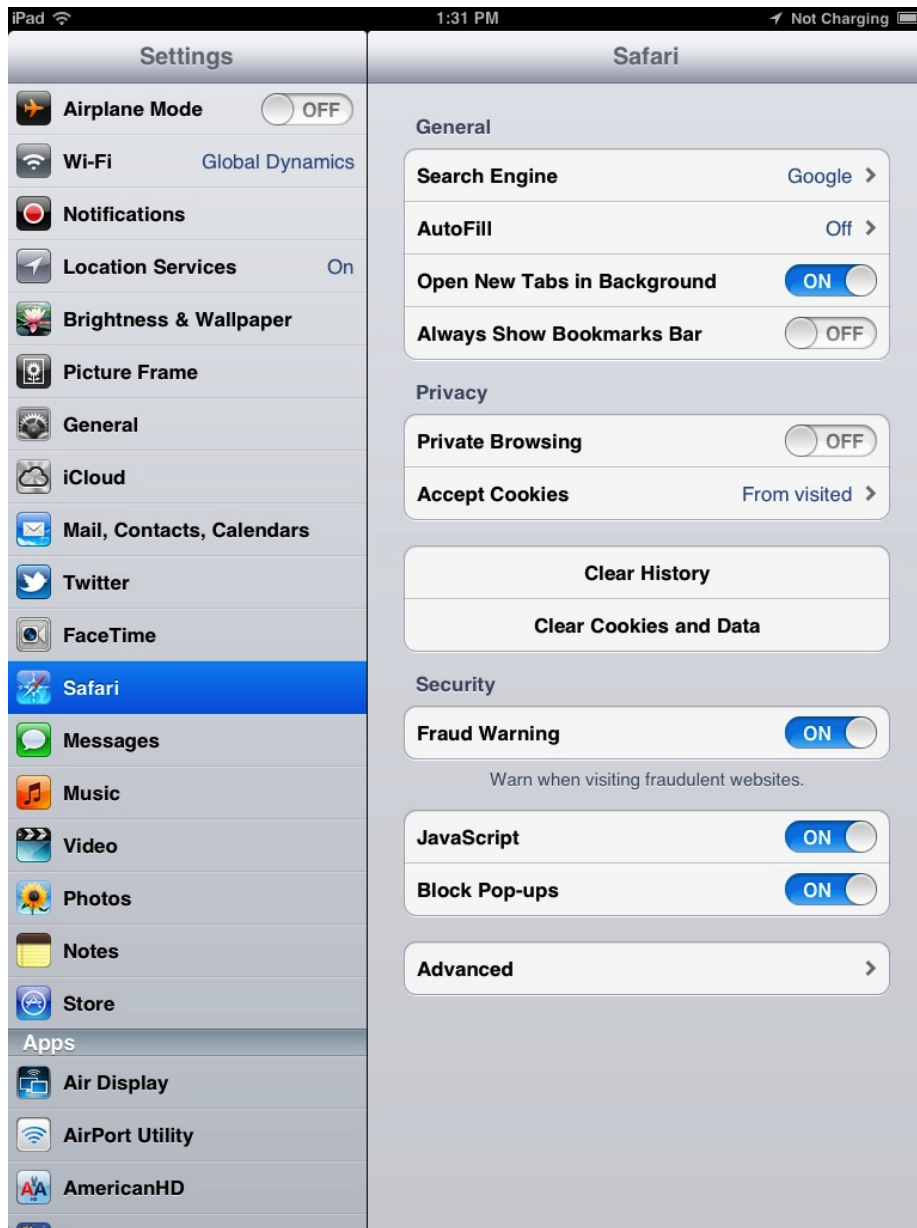 iPad 1:31 PM Not Charging
Settings
Airplane Mode OFF
Wi-Fi Global Dynamics
Notifications
Location Services On
Brightness & Wallpaper
Picture Frame
General
iCloud
Mail, Contacts, Calendars
Twitter
FaceTime
Safari
Messages
Music
Video
Photos
Notes
Store
Apps
Air Display
AirPort Utility
AmericanHD
Safari
General
Search Engine Google
AutoFill Off
Open New Tabs in Background ON
Always Show Bookmarks Bar OFF
Privacy
Private Browsing OFF
Accept Cookies From visited
Clear History
Clear Cookies and Data
Security
Fraud Warning ON
Warn when visiting fraudulent websites.
JavaScript ON
Block Pop-ups ON
Advanced